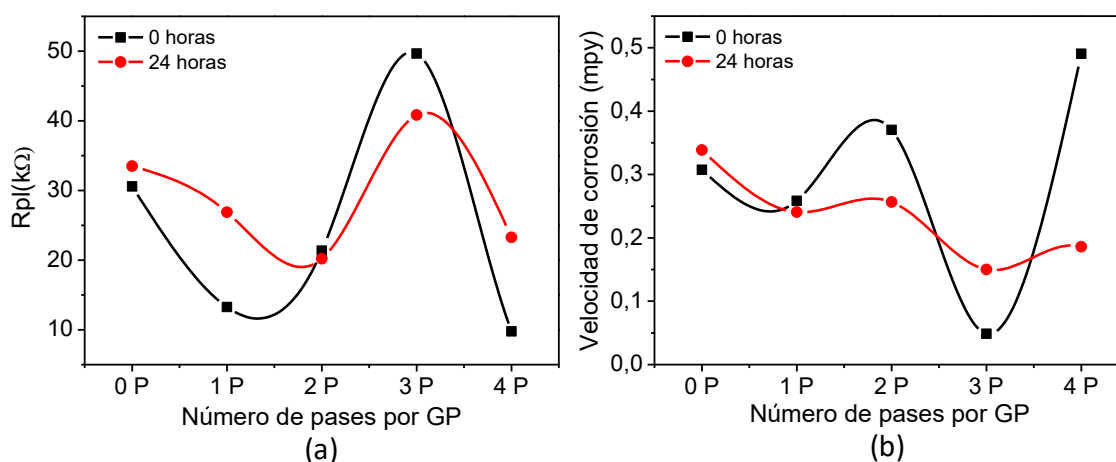 0 horas
24 horas
50
40
30
20
10
Rpl(kΩ)
0 P 1 P 2 P 3 P 4 P
Número de pases por GP
(a)
0 horas
24 horas
0,5
0,4
0,3
0,2
0,1
0,0
Velocidad de corrosión (mpy)
0 P 1 P 2 P 3 P 4 P
Número de pases por GP
(b)